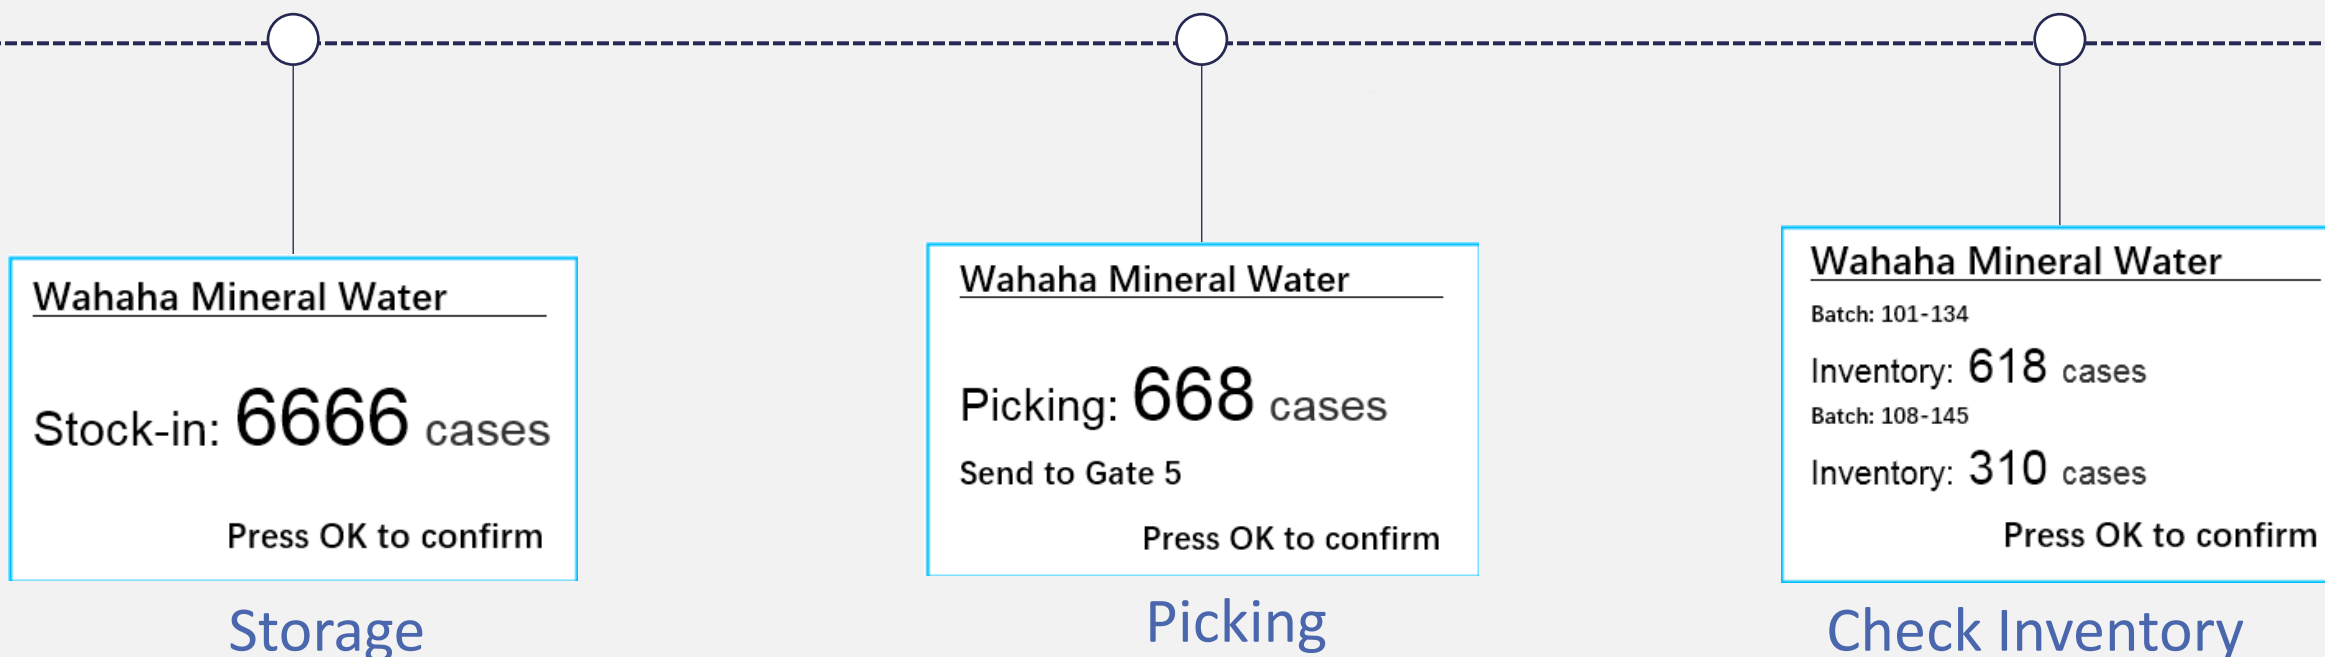 Wahaha Mineral Water
Stock-in: 6666 cases
Press OK to confirm
Storage
Wahaha Mineral Water
Picking: 668 cases
Send to Gate 5
Press OK to confirm
Picking
Wahaha Mineral Water
Batch: 101-134
Inventory: 618 cases
Batch: 108-145
Inventory: 310 cases
Press OK to confirm
Check Inventory